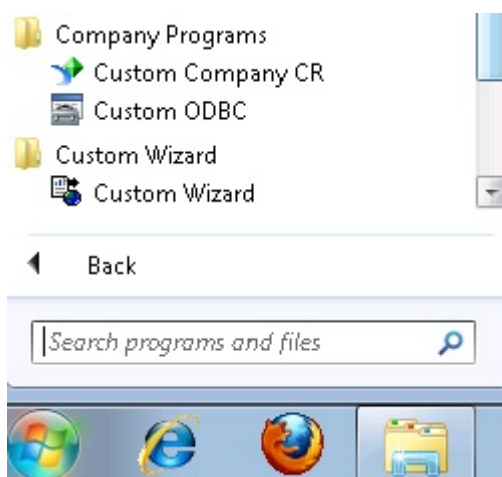 Company Programs
Custom Company CR
Custom ODBC
Custom Wizard
Custom Wizard
Back
Search programs and files